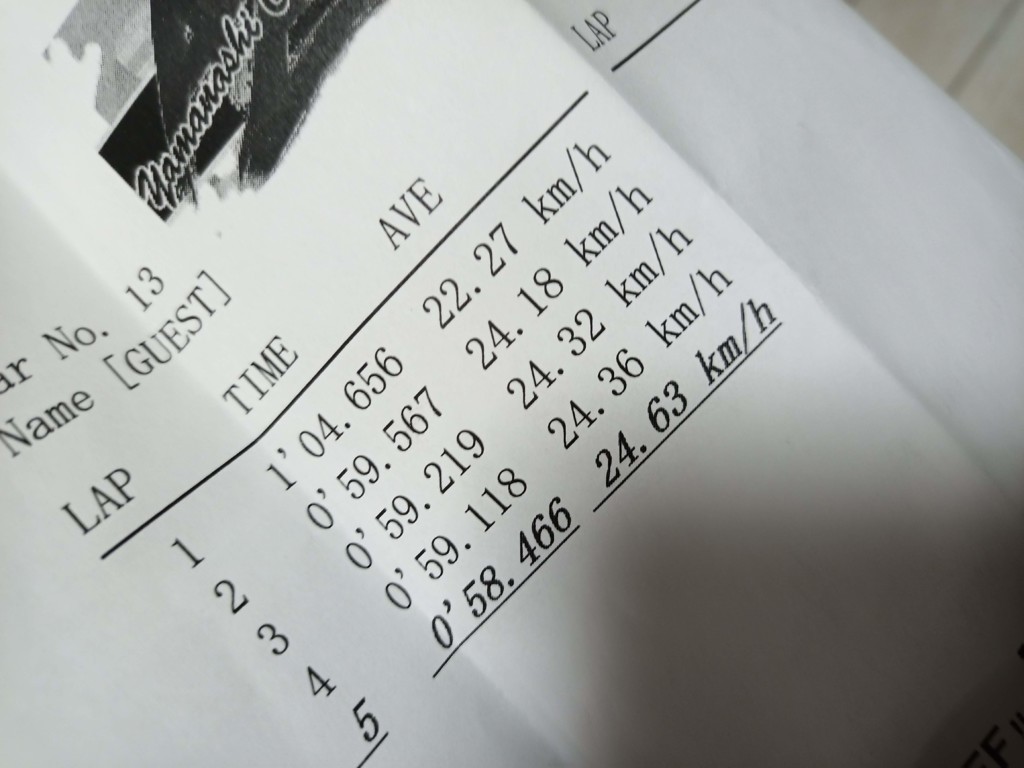 Yamanashi
No. 13
Name [GUEST]
LAP TIME AVE
1 1'04.656 22.27 km/h
2 0'59.567 24.18 km/h
3 0'59.219 24.32 km/h
4 0'59.118 24.36 km/h
5 0'58.466 24.63 km/h
LAP